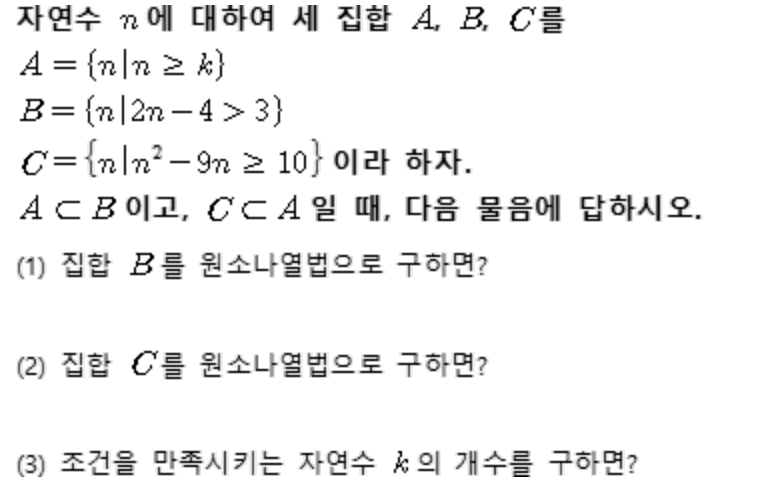 자연수 n에 대하여 세 집합 A, B, C를
A = {n|n ≥ k}
B = {n|2n − 4 > 3}
C = {n|n² − 9n ≥ 10} 이라 하자.
A ⊂ B 이고, C ⊂ A 일 때, 다음 물음에 답하시오.
(1) 집합 B를 원소나열법으로 구하면?
(2) 집합 C를 원소나열법으로 구하면?
(3) 조건을 만족시키는 자연수 k의 개수를 구하면?